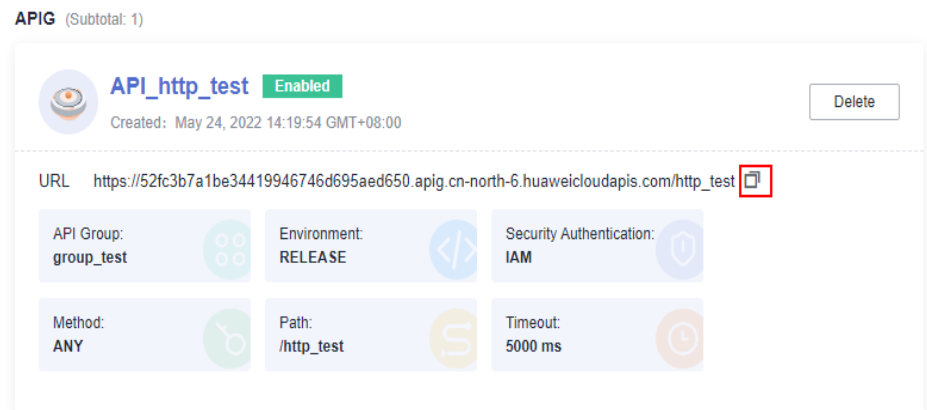 APIG (Subtotal: 1)
API_http_test Enabled
Delete
Created: May 24, 2022 14:19:54 GMT+08:00
URL https://52fc3b7a1be34419946746d695aed650.apig.cn-north-6.huaweicloudapis.com/http_test
API Group:
group_test
Environment:
RELEASE
Security Authentication:
IAM
Method:
ANY
Path:
/http_test
Timeout:
5000 ms